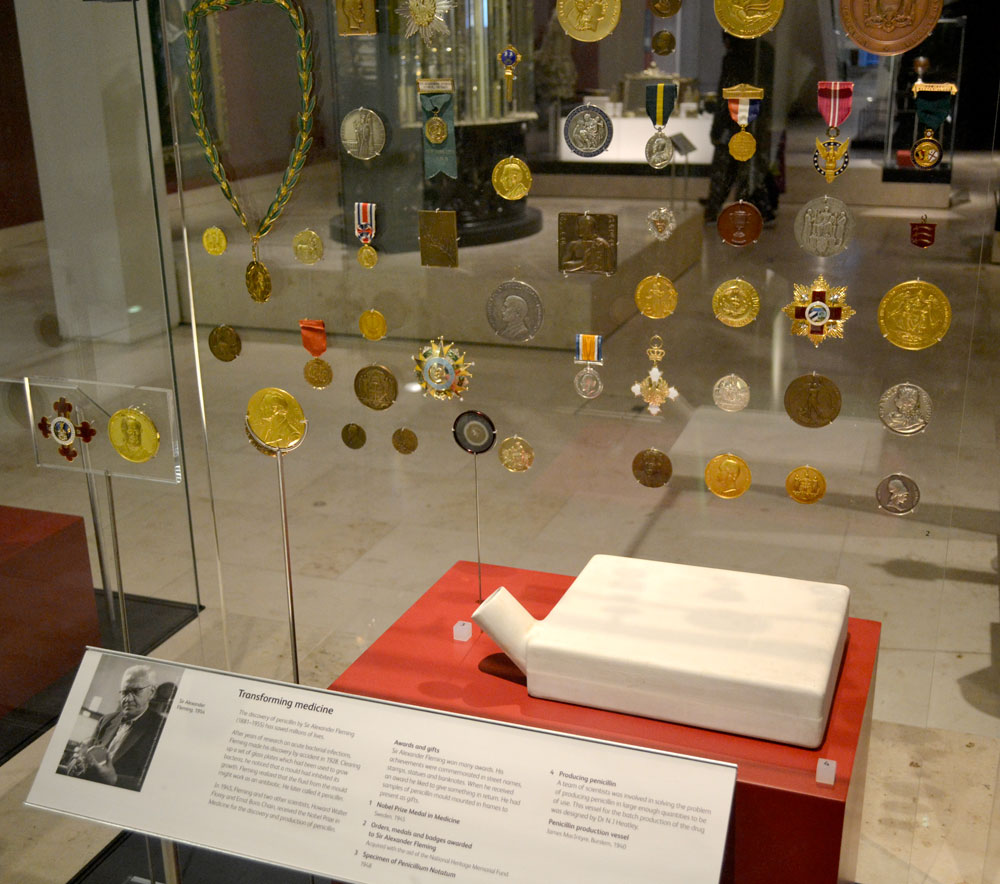 Transforming medicine
Sir Alexander
Fleming, 1954
The discovery of penicillin by Sir Alexander Fleming
(1881–1955) has saved millions of lives.
After years of research on acute bacterial infections,
Fleming made his discovery by accident in 1928. Clearing
up a set of glass plates which had been used to grow
bacteria, he noticed that a mould had inhibited its
growth. Fleming realized that the fluid from the mould
might work as an antibiotic. He later called it penicillin.
In 1945, Fleming and two other scientists, Howard Walter
Florey and Ernst Boris Chain, received the Nobel Prize in
Medicine for the discovery and production of penicillin.
Awards and gifts
Sir Alexander Fleming won many awards. His
achievements were commemorated in street names,
stamps, statues and banknotes. When he received
an award he liked to give something in return. He had
samples of penicillin mould mounted in frames to
present as gifts.
1 Nobel Prize Medal in Medicine
Sweden, 1945
2 Orders, medals and badges awarded
to Sir Alexander Fleming
Acquired with the aid of the National Heritage Memorial Fund
3 Specimen of Penicillium Notatum
1948
4 Producing penicillin
A team of scientists was involved in solving the problem
of producing penicillin in large enough quantities to be
of use. This vessel for the batch production of the drug
was designed by Dr N J Heatley.
Penicillin production vessel
James MacIntyre, Burslem, 1940
3
4
2